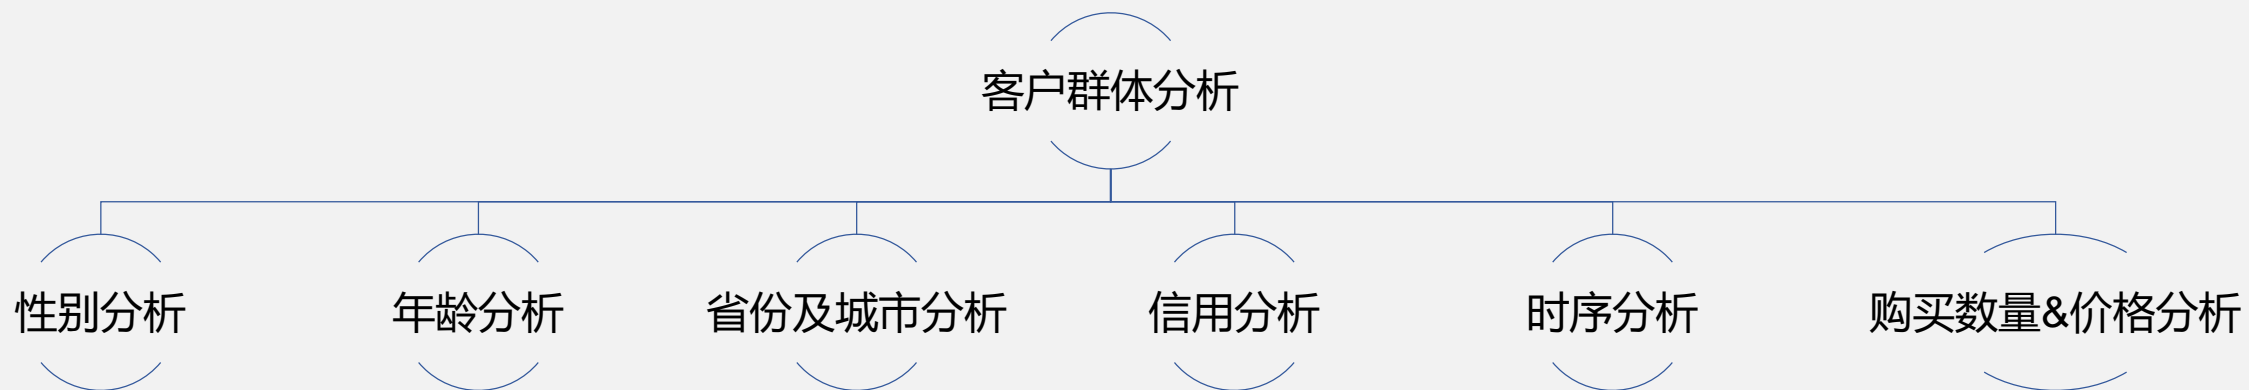 客户群体分析
性别分析
年龄分析
省份及城市分析
信用分析
时序分析
购买数量&价格分析